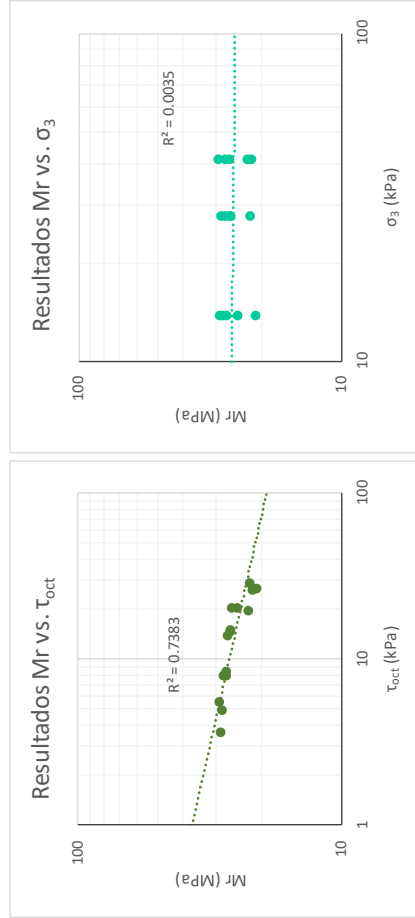 Resultados Mr vs. τoct
100
R² = 0.7383
Mr (MPa)
10
1
10
100
τoct (kPa)
Resultados Mr vs. σ3
100
R² = 0.0035
Mr (MPa)
10
10
100
σ3 (kPa)